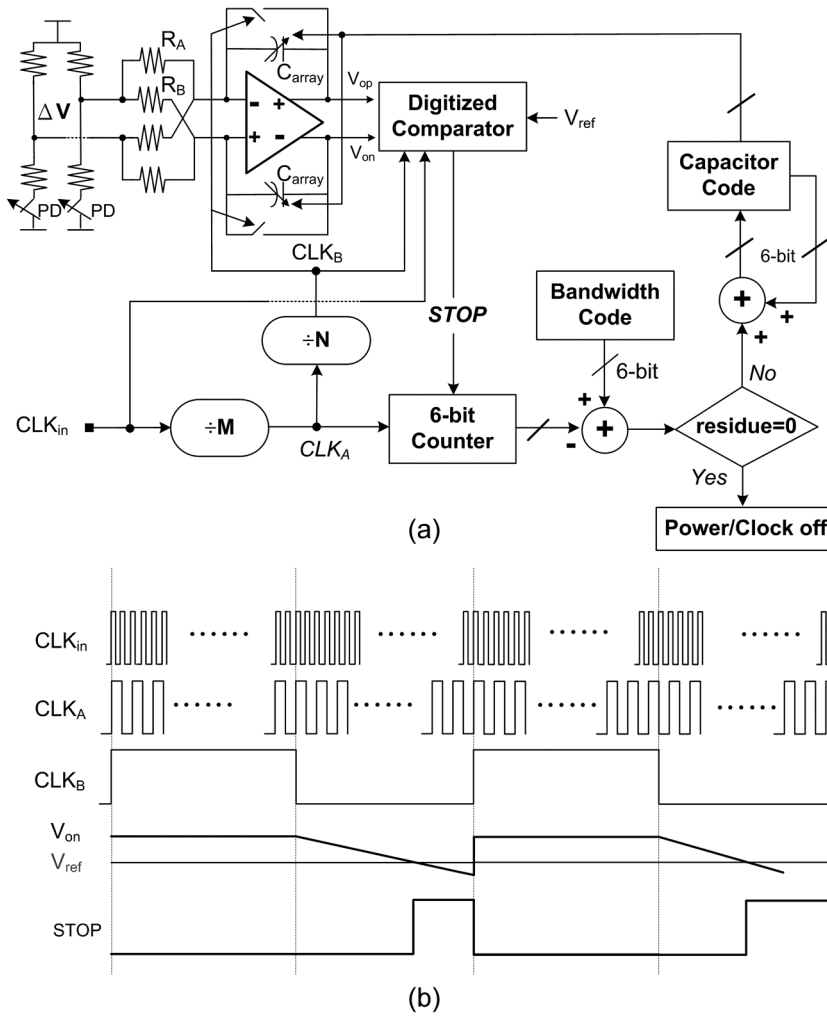 R_A
C_array
V_op
R_B
ΔV
- +
+ -
Digitized
Comparator
V_ref
V_on
C_array
PD
PD
Capacitor
Code
CLK_B
6-bit
+
+
+
STOP
Bandwidth
Code
÷N
6-bit
No
CLK_in
÷M
CLK_A
6-bit
Counter
+
-
+
residue=0
Yes
Power/Clock off
(a)
CLK_in
CLK_A
CLK_B
V_on
V_ref
STOP
(b)